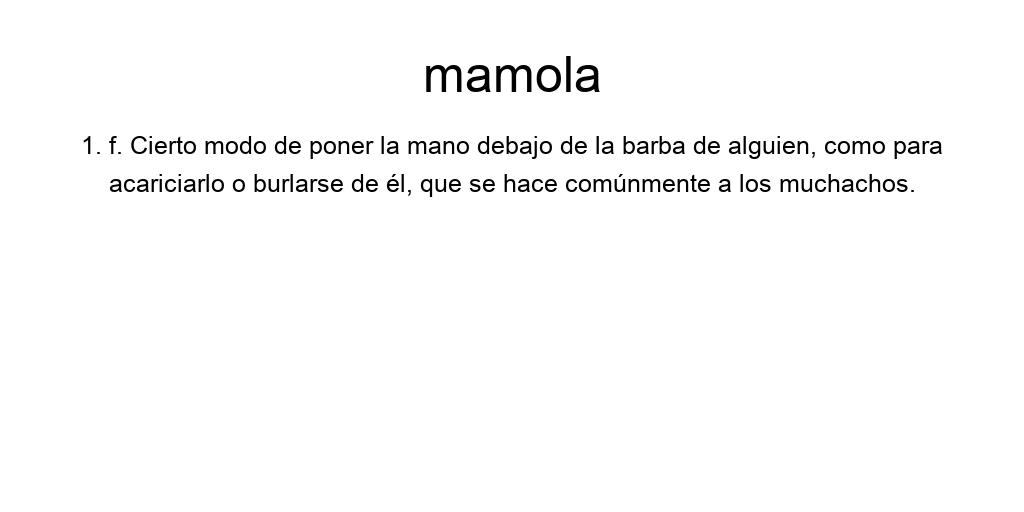 mamola
1. f. Cierto modo de poner la mano debajo de la barba de alguien, como para
acariciarlo o burlarse de él, que se hace comúnmente a los muchachos.